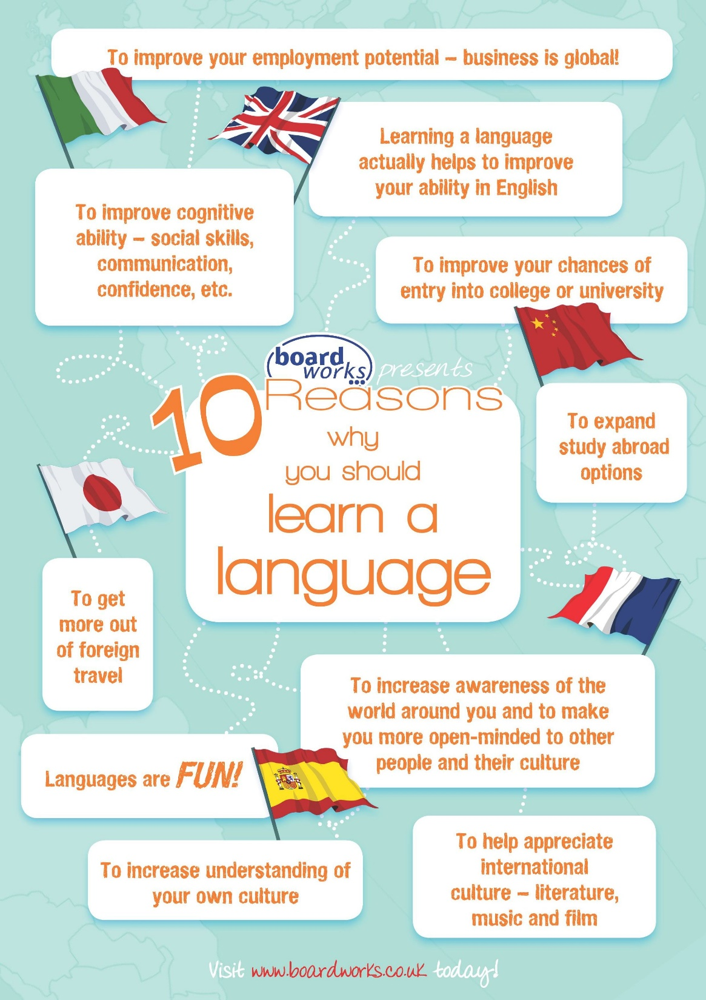 To improve your employment potential – business is global!
Learning a language
actually helps to improve
your ability in English
To improve cognitive
ability – social skills,
communication,
confidence, etc.
To improve your chances of
entry into college or university
board
works
presents
10 Reasons
why
you should
learn a
language
To expand
study abroad
options
To get
more out
of foreign
travel
To increase awareness of the
world around you and to make
you more open-minded to other
people and their culture
Languages are FUN!
To increase understanding of
your own culture
To help appreciate
international
culture – literature,
music and film
Visit www.boardworks.co.uk today!